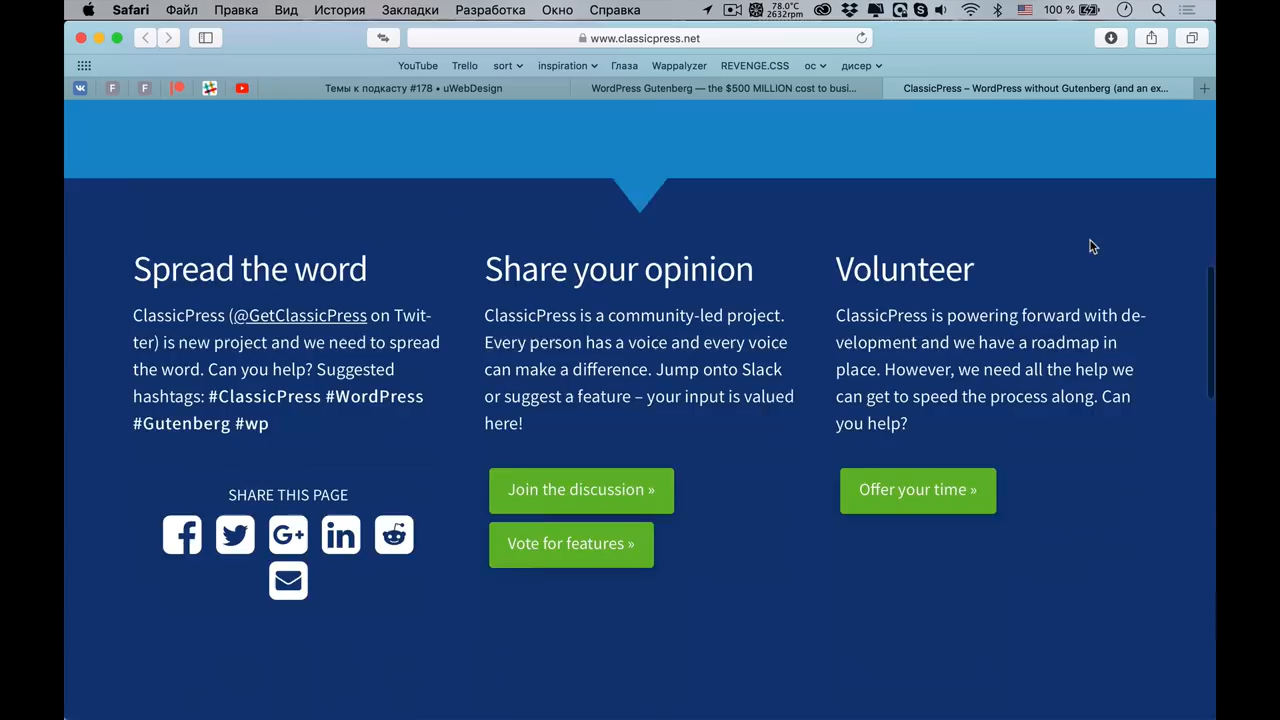 Safari Файл Правка Вид История Закладки Разработка Окно Справка 78.0°C 2632rpm 100 %
www.classicpress.net
YouTube Trello sort inspiration Глаза Wappalyzer REVENGE.CSS ос дисер
Темы к подкасту #178 • uWebDesign WordPress Gutenberg — the $500 MILLION cost to busi... ClassicPress – WordPress without Gutenberg (and an ex...
Spread the word
ClassicPress (@GetClassicPress on Twit-
ter) is new project and we need to spread
the word. Can you help? Suggested
hashtags: #ClassicPress #WordPress
#Gutenberg #wp
SHARE THIS PAGE
Share your opinion
ClassicPress is a community-led project.
Every person has a voice and every voice
can make a difference. Jump onto Slack
or suggest a feature – your input is valued
here!
Join the discussion »
Vote for features »
Volunteer
ClassicPress is powering forward with de-
velopment and we have a roadmap in
place. However, we need all the help we
can get to speed the process along. Can
you help?
Offer your time »